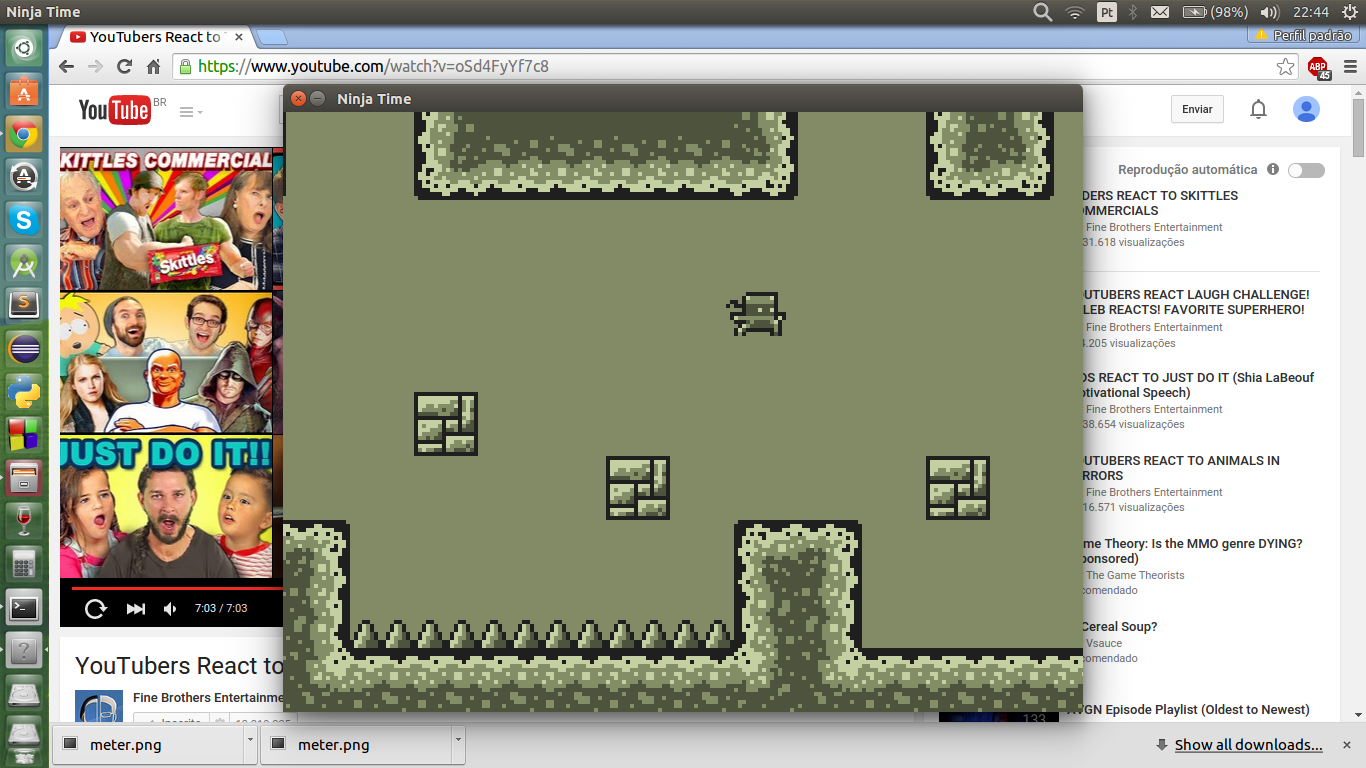 Ninja Time
Pt
(98%)
22:44
YouTubers React to
Perfil padrão
https://www.youtube.com/watch?v=oSd4FyYf7c8
ABP
45
Ninja Time
YouTube BR
Enviar
KITTLES COMMERCIAL
Skittles
JUST DO IT!!
7:03 / 7:03
YouTubers React to
Fine Brothers Entertainme
Reprodução automática
DERS REACT TO SKITTLES
MMERCIALS
Fine Brothers Entertainment
31.618 visualizações
UTUBERS REACT LAUGH CHALLENGE!
LEB REACTS! FAVORITE SUPERHERO!
Fine Brothers Entertainment
4.205 visualizações
DS REACT TO JUST DO IT (Shia LaBeouf
otivational Speech)
Fine Brothers Entertainment
38.654 visualizações
UTUBERS REACT TO ANIMALS IN
RRORS
Fine Brothers Entertainment
16.571 visualizações
me Theory: Is the MMO genre DYING?
ponsored)
The Game Theorists
comendado
Cereal Soup?
Vsauce
comendado
VGN Episode Playlist (Oldest to Newest)
133
meter.png
meter.png
Show all downloads...